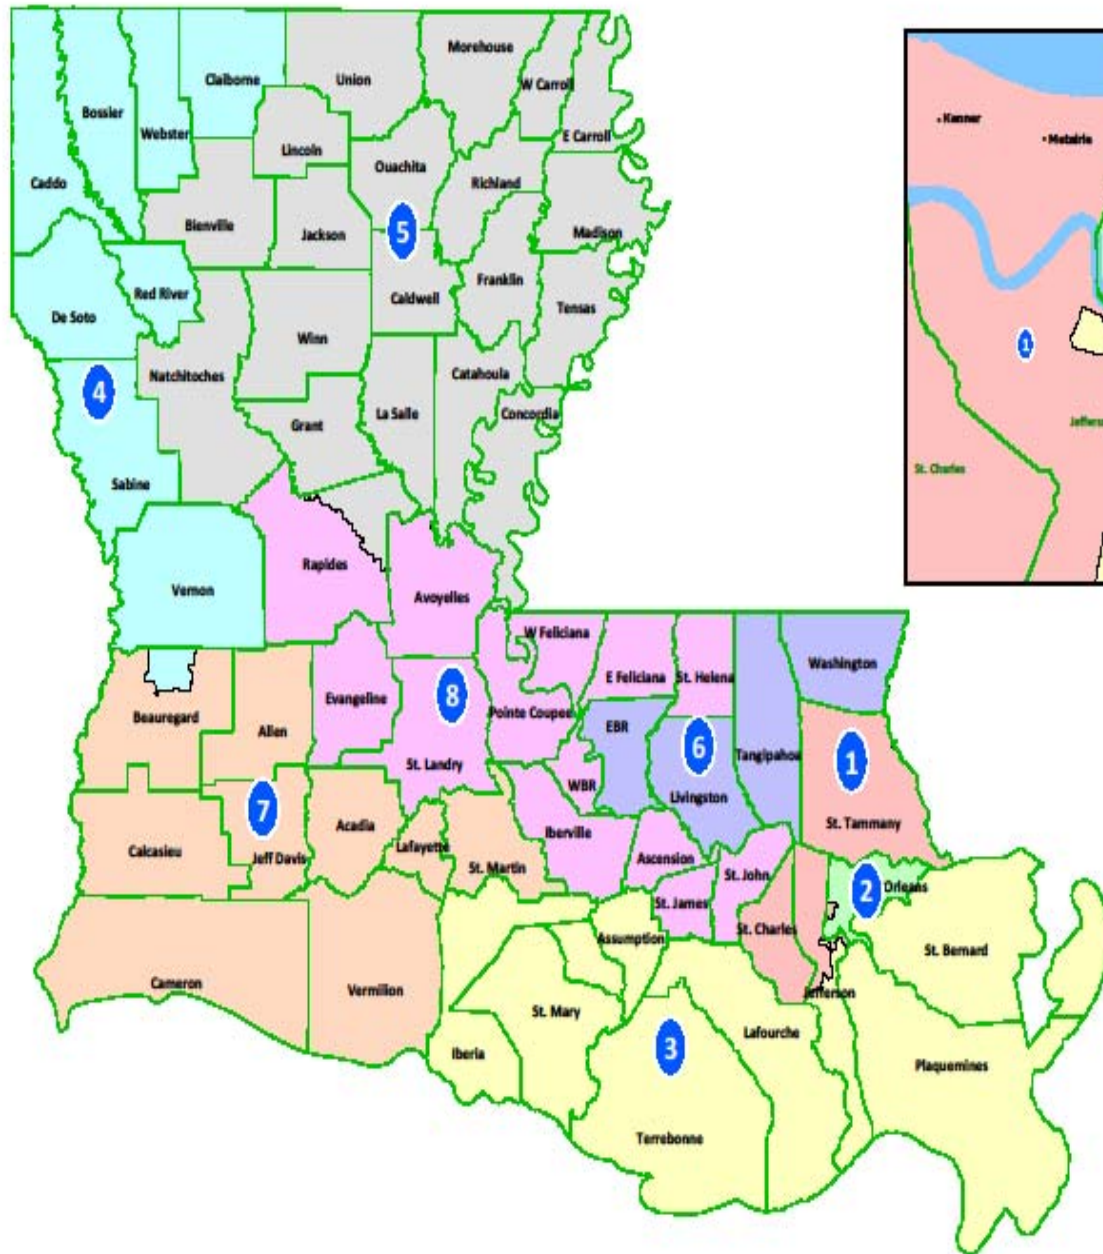 Morehouse
Claiborne
Union
W Carroll
Bossier
Webster
E Carroll
Lincoln
Ouachita
Richland
Caddo
Bienville
Jackson
5
Madison
Franklin
Red River
Caldwell
Tensas
De Soto
Winn
Natchitoches
Catahoula
4
La Salle
Concordia
Grant
Sabine
Rapides
Vernon
Avoyelles
W Feliciana
Washington
E Feliciana
St. Helena
Evangeline
8
Pointe Coupee
Beauregard
EBR
Allen
6
Tangipahoa
1
St. Landry
WBR
Livingston
7
St. Tammany
Acadia
Iberville
Calcasieu
Lafayette
Jeff Davis
St. Martin
Ascension
St. John
2
Orleans
St. James
St. Charles
Assumption
St. Bernard
Cameron
Vermilion
Jefferson
St. Mary
Lafourche
Iberia
3
Plaquemines
Terrebonne
Kenner
Metairie
1
Jefferso
St. Charles